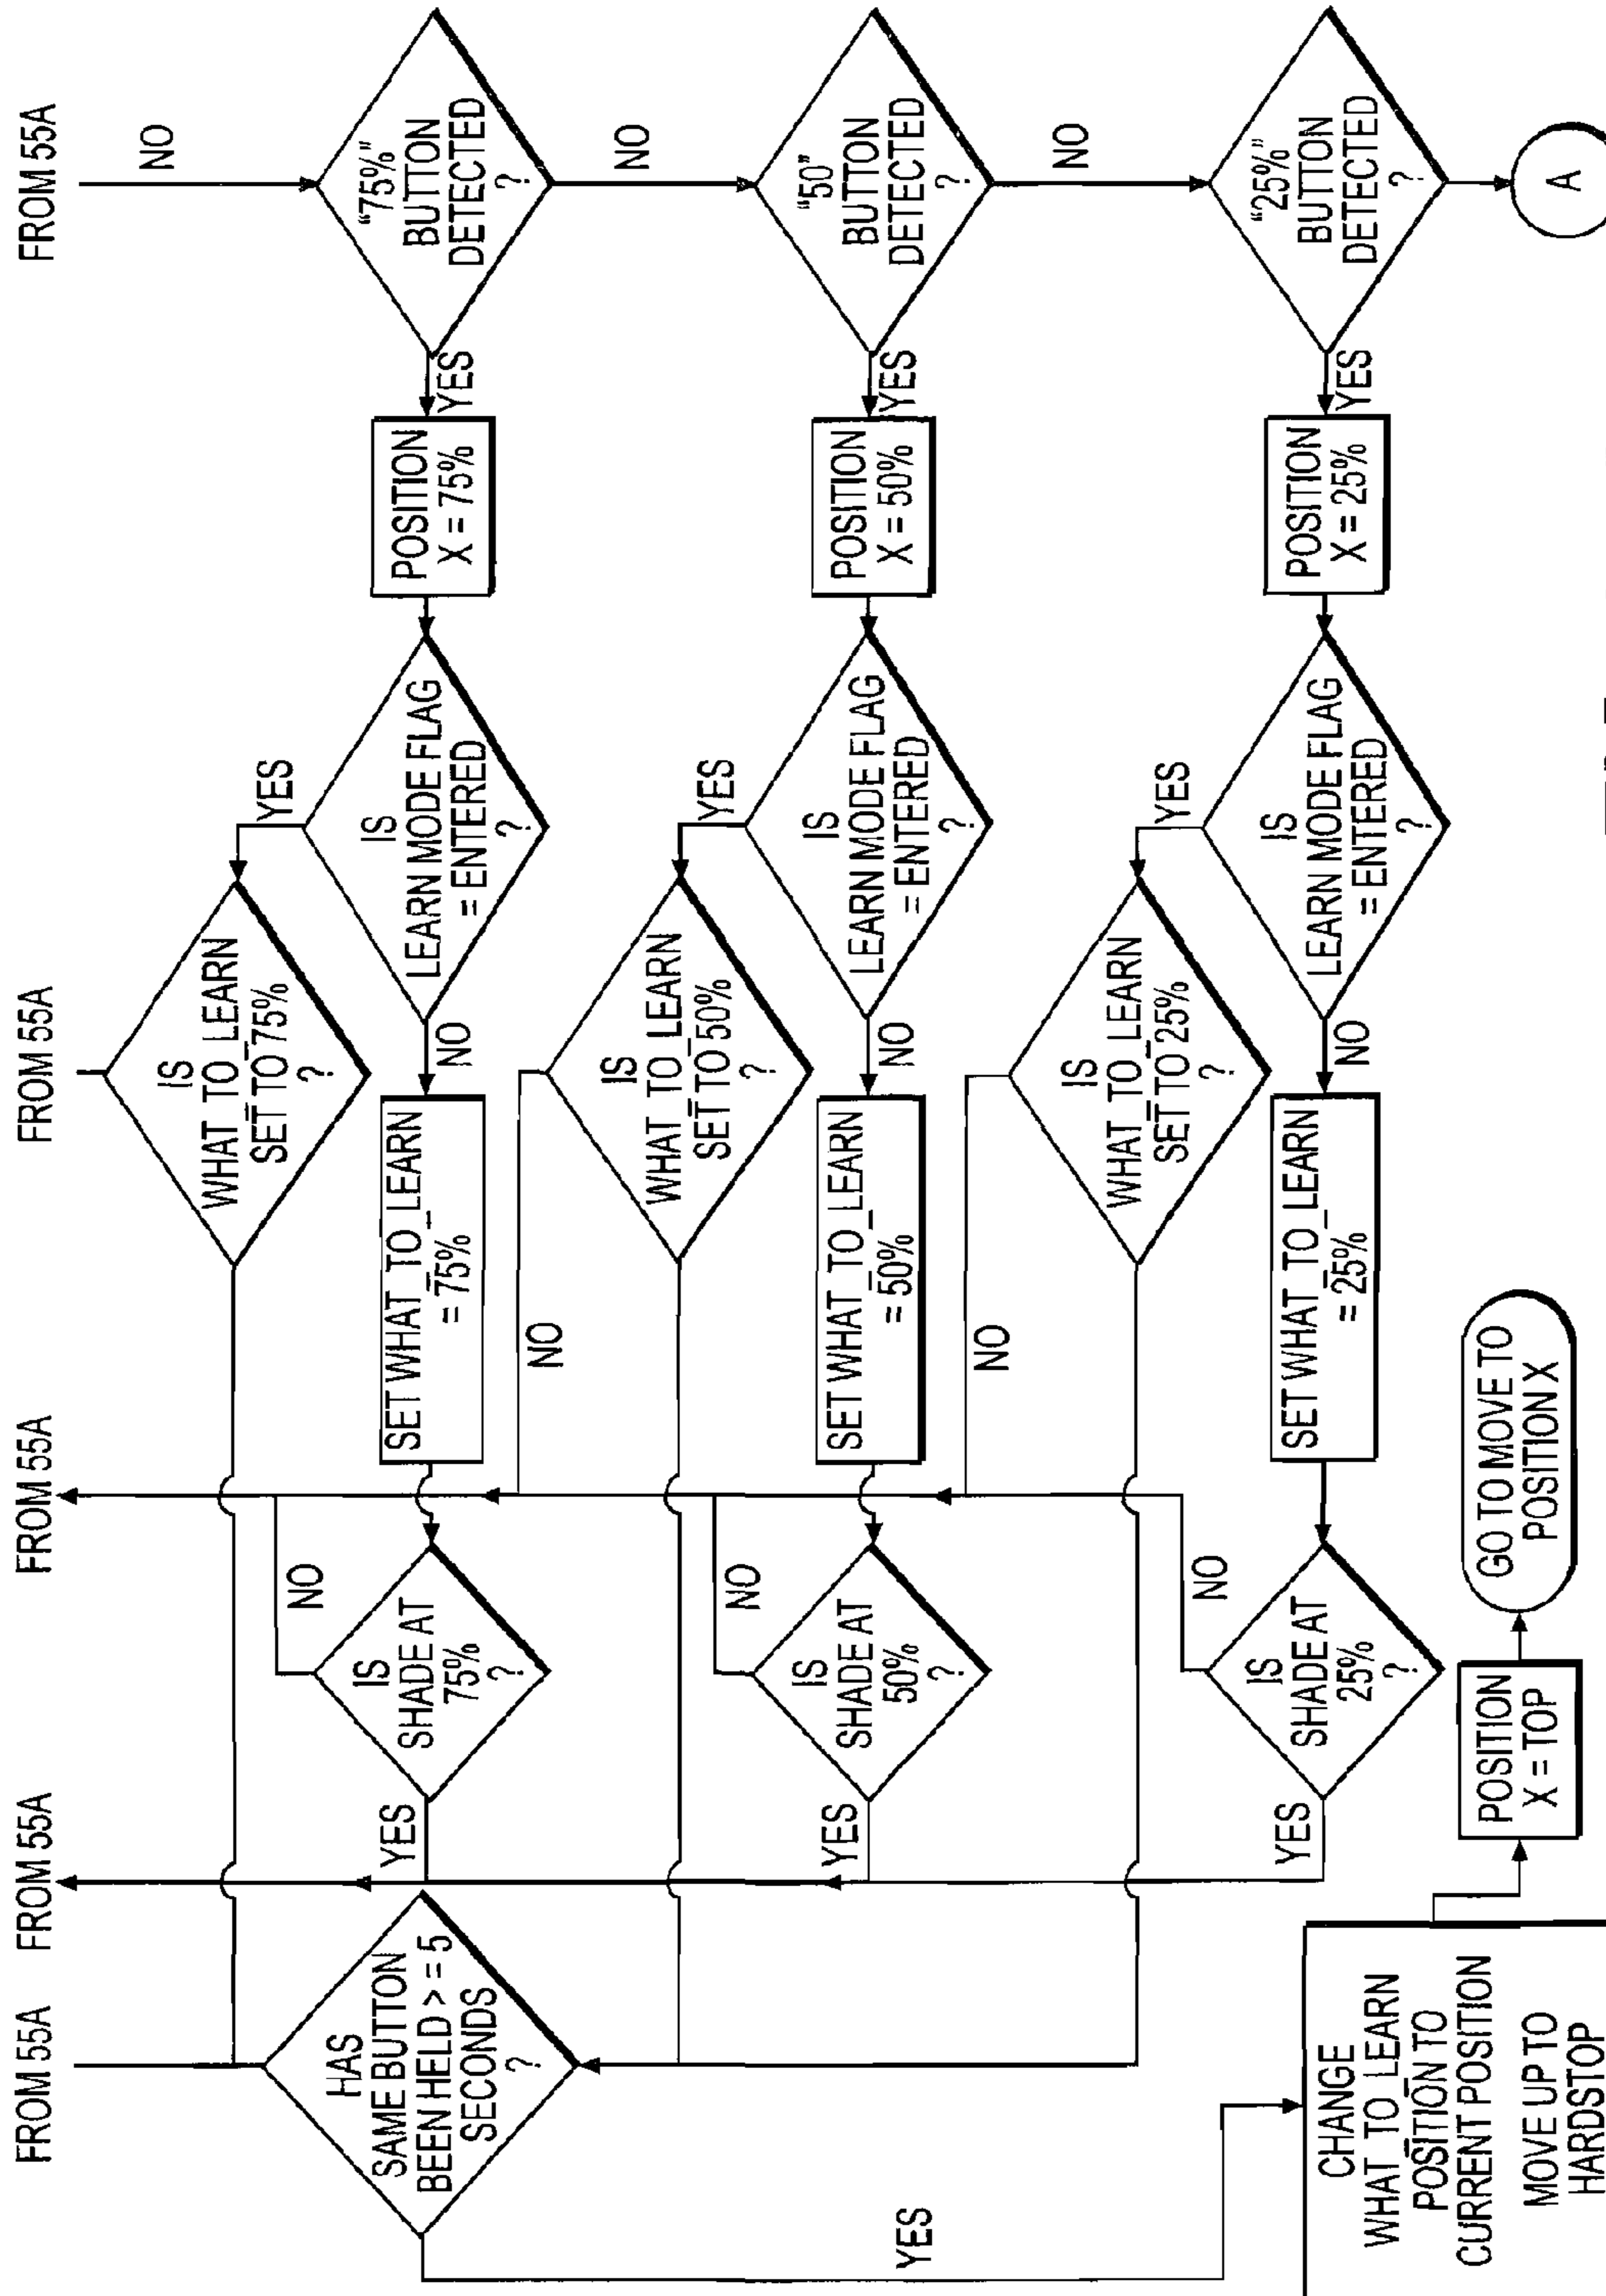 FROM 55A
FROM 55A
FROM 55A
FROM 55A
FROM 55A
NO
IS
WHAT_TO_LEARN
SET TO 75%
?
YES
HAS
SAME BUTTON
BEEN HELD > = 5
SECONDS
?
YES
IS
SHADE AT
75%
?
YES
NO
SET WHAT_TO_LEARN
= 75%
NO
IS
LEARN MODE FLAG
= ENTERED
?
POSITION
X = 75%
YES
"75%"
BUTTON
DETECTED
?
NO
NO
IS
WHAT_TO_LEARN
SET TO 50%
?
YES
IS
SHADE AT
50%
?
YES
NO
SET WHAT_TO_LEARN
= 50%
NO
IS
LEARN MODE FLAG
= ENTERED
?
POSITION
X = 50%
YES
"50"
BUTTON
DETECTED
?
NO
NO
IS
WHAT_TO_LEARN
SET TO 25%
?
YES
IS
SHADE AT
25%
?
YES
NO
SET WHAT_TO_LEARN
= 25%
NO
IS
LEARN MODE FLAG
= ENTERED
?
POSITION
X = 25%
YES
"25%"
BUTTON
DETECTED
?
CHANGE
WHAT_TO_LEARN
POSITION TO
CURRENT POSITION
MOVE UP TO
HARDSTOP
POSITION
X = TOP
GO TO MOVE TO
POSITION X
A